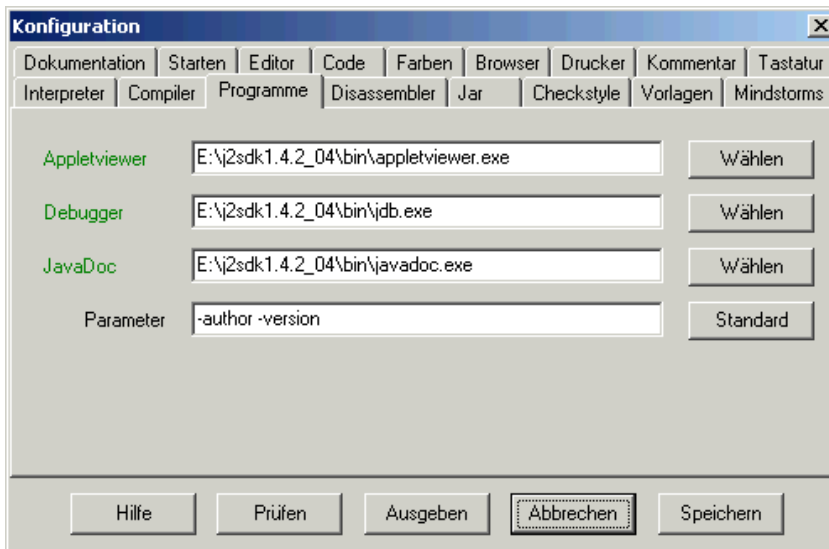 Konfiguration
Dokumentation Starten Editor Code Farben Browser Drucker Kommentar Tastatur
Interpreter Compiler Programme Disassembler Jar Checkstyle Vorlagen Mindstorms
Appletviewer E:\j2sdk1.4.2_04\bin\appletviewer.exe Wählen
Debugger E:\j2sdk1.4.2_04\bin\jdb.exe Wählen
JavaDoc E:\j2sdk1.4.2_04\bin\javadoc.exe Wählen
Parameter -author -version Standard
Hilfe Prüfen Ausgeben Abbrechen Speichern